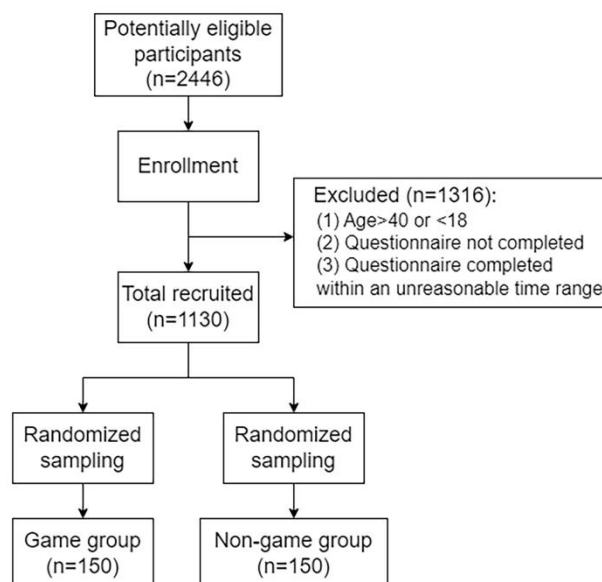 Potentially eligible
participants
(n=2446)
Enrollment
Excluded (n=1316):
(1) Age>40 or <18
(2) Questionnaire not completed
(3) Questionnaire completed
within an unreasonable time range
Total recruited
(n=1130)
Randomized
sampling
Randomized
sampling
Game group
(n=150)
Non-game group
(n=150)